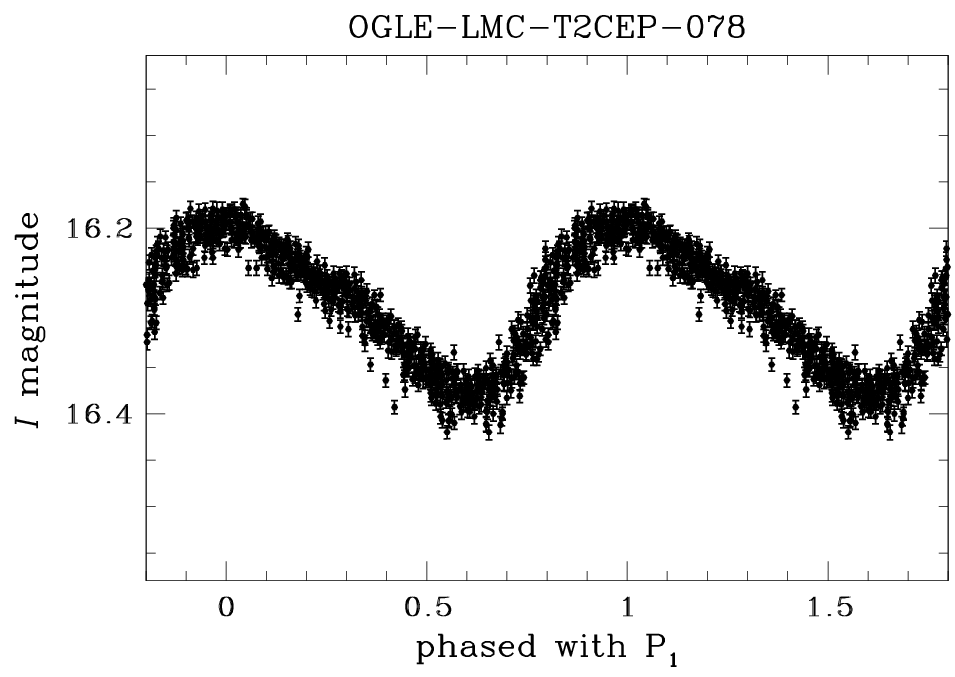 OGLE-LMC-T2CEP-078
I magnitude
16.2
16.4
0
0.5
1
1.5
phased with P₁